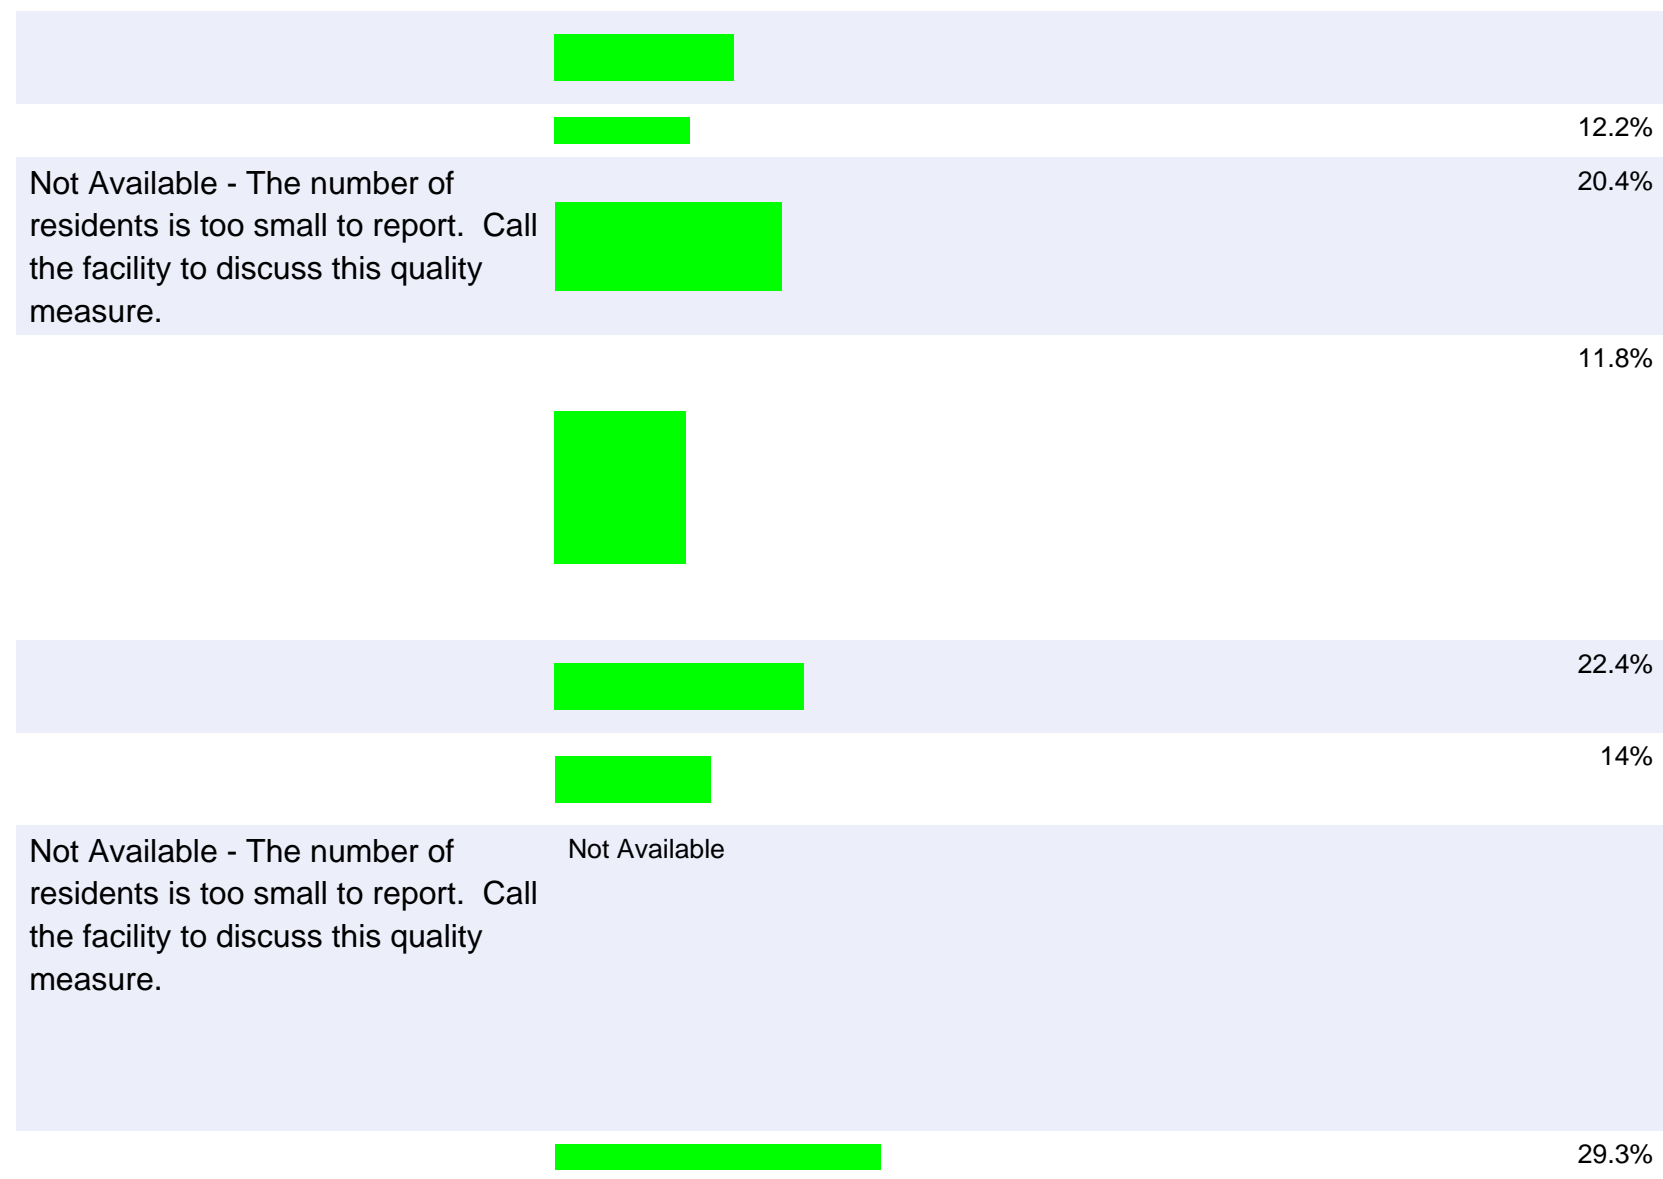 12.2%
Not Available - The number of
residents is too small to report.  Call
the facility to discuss this quality
measure.
20.4%
11.8%
22.4%
14%
Not Available - The number of
residents is too small to report.  Call
the facility to discuss this quality
measure.
Not Available
29.3%